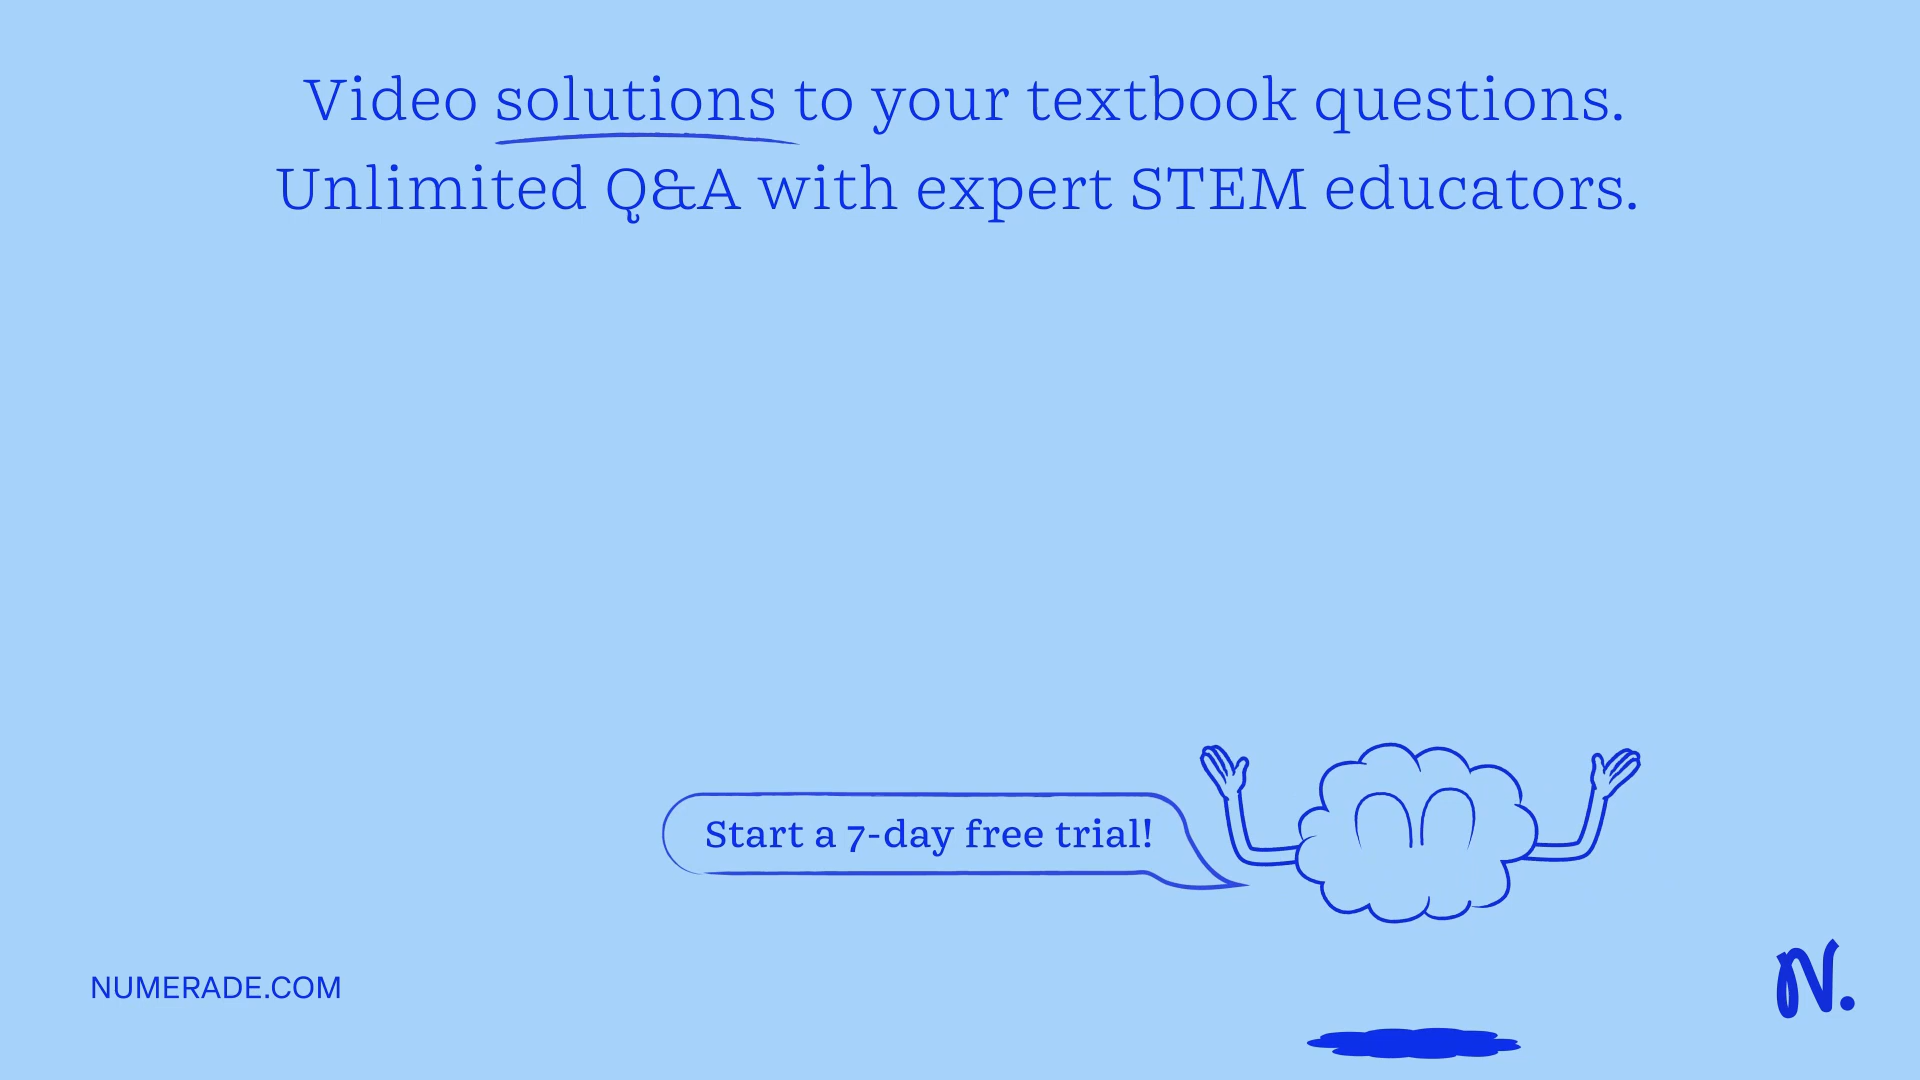 Video solutions to your textbook questions.
Unlimited Q&A with expert STEM educators.
Start a 7-day free trial!
NUMERADE.COM
N.